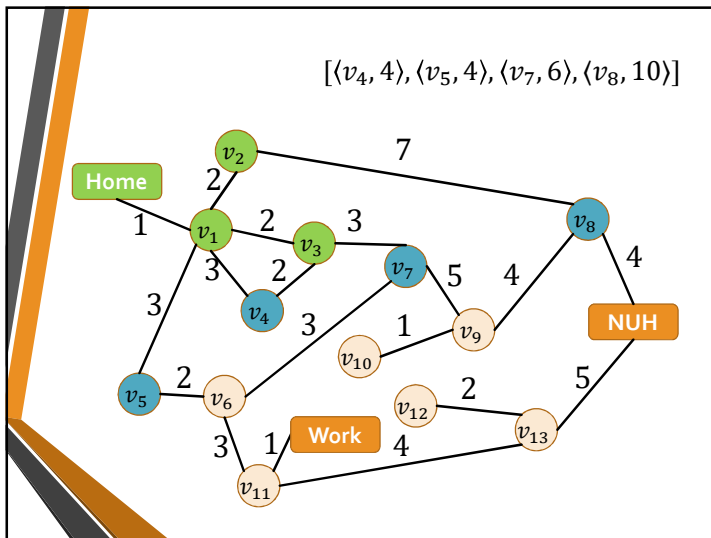 [⟨v₄, 4⟩, ⟨v₅, 4⟩, ⟨v₇, 6⟩, ⟨v₈, 10⟩]
7
v₂
Home
2
v₈
1
v₁
2
v₃
3
4
3
2
v₇
5
4
3
v₄
3
1
v₉
NUH
v₁₀
5
v₅
2
v₆
v₁₂
2
v₁₃
3
1
Work
4
v₁₁